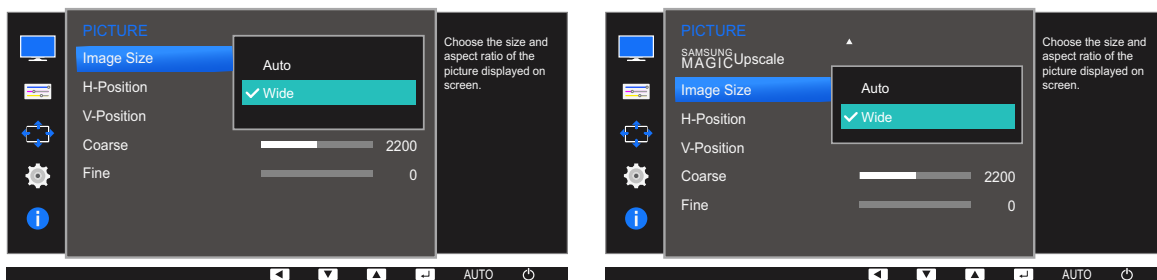 PICTURE
Image Size
Auto
Wide
H-Position
V-Position
Coarse 2200
Fine 0
Choose the size and
aspect ratio of the
picture displayed on
screen.
AUTO
PICTURE
SAMSUNG
MAGICUpscale
Image Size
Auto
Wide
H-Position
V-Position
Coarse 2200
Fine 0
Choose the size and
aspect ratio of the
picture displayed on
screen.
AUTO